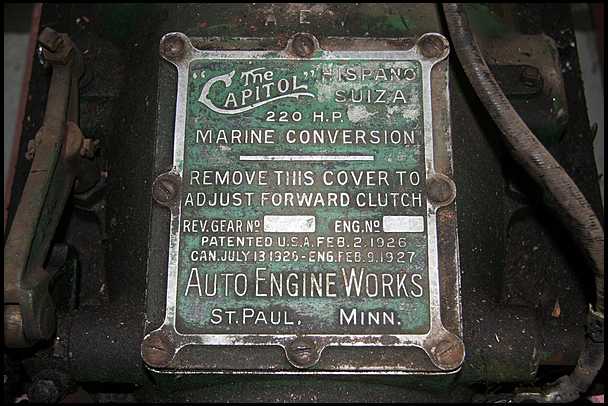 "The Capitol" HISPANO SUIZA
220 H.P.
MARINE CONVERSION
REMOVE THIS COVER TO
ADJUST FORWARD CLUTCH
REV. GEAR Nº ENG. Nº
PATENTED U.S.A. FEB. 2, 1926
CAN. JULY 13 1926 - ENG. FEB. 9, 1927
AUTO ENGINE WORKS
ST. PAUL, MINN.